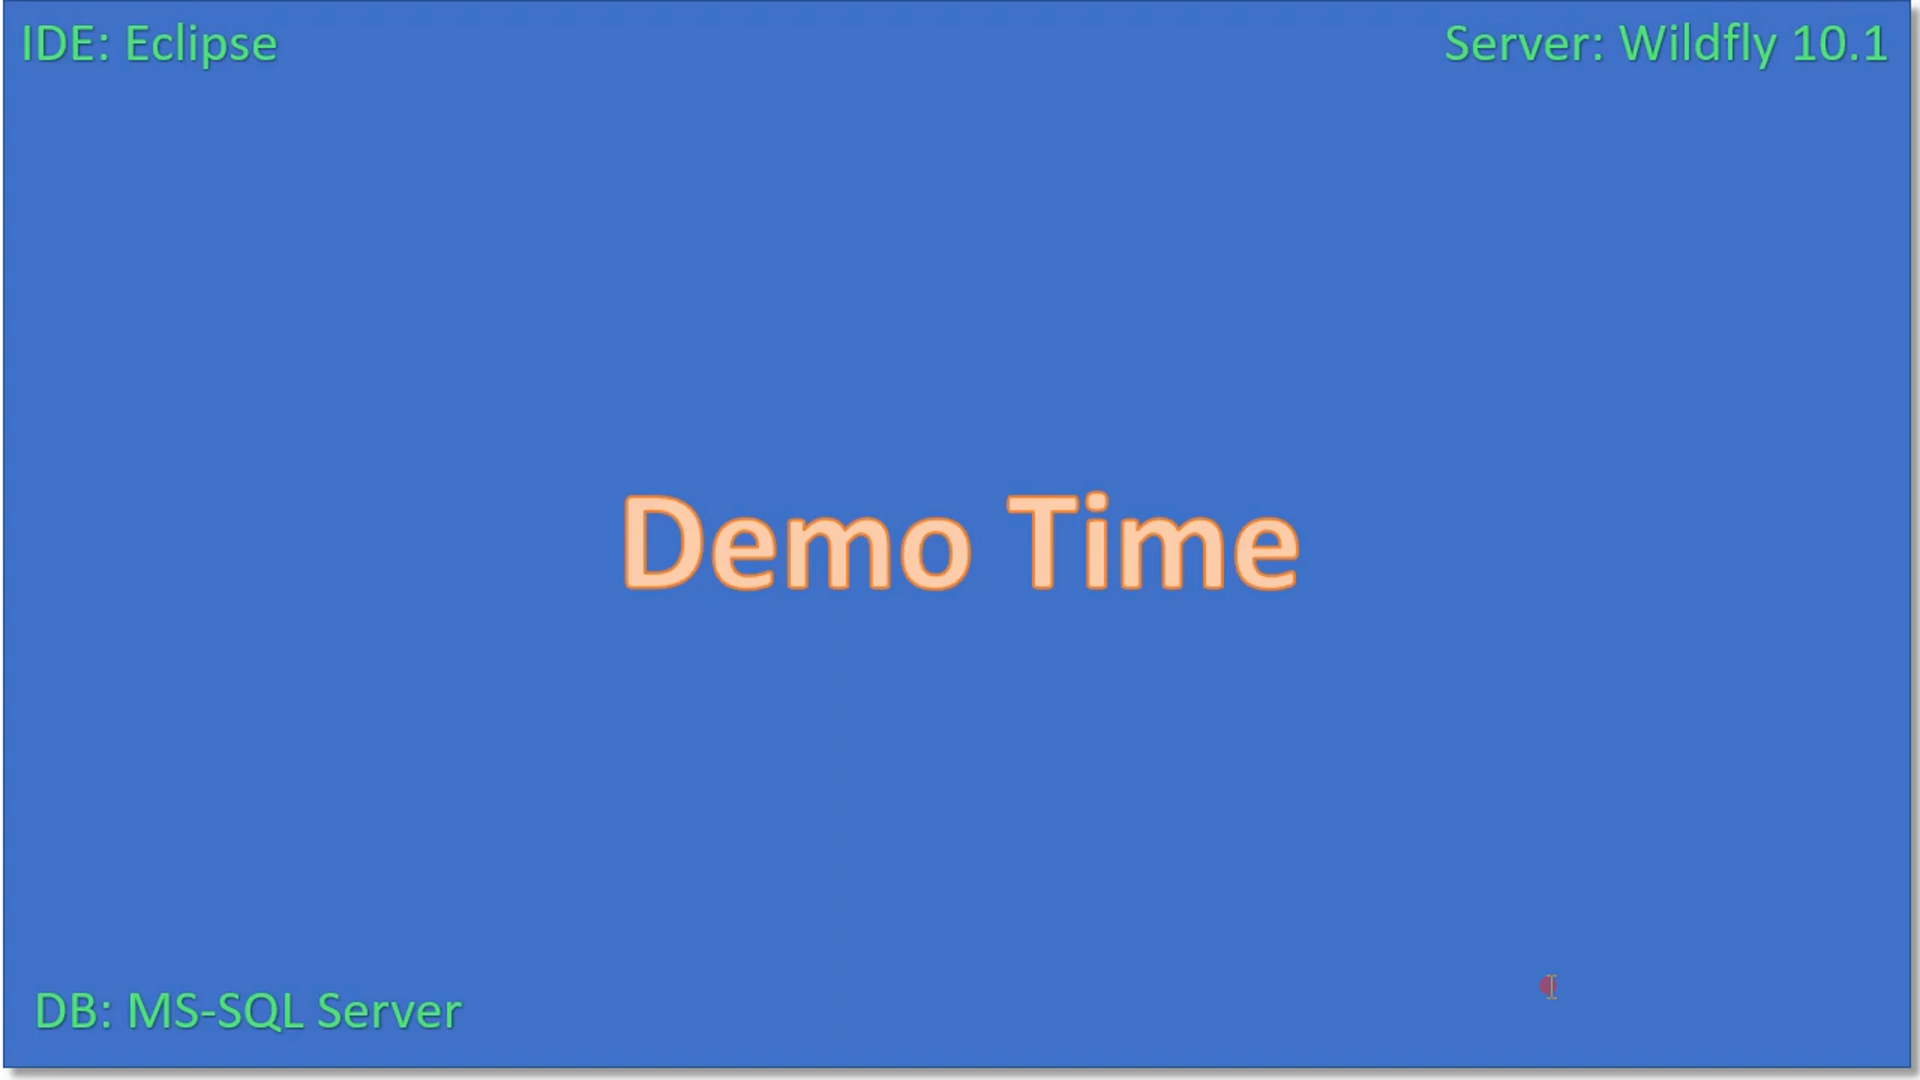 IDE: Eclipse
Server: Wildfly 10.1
Demo Time
DB: MS-SQL Server